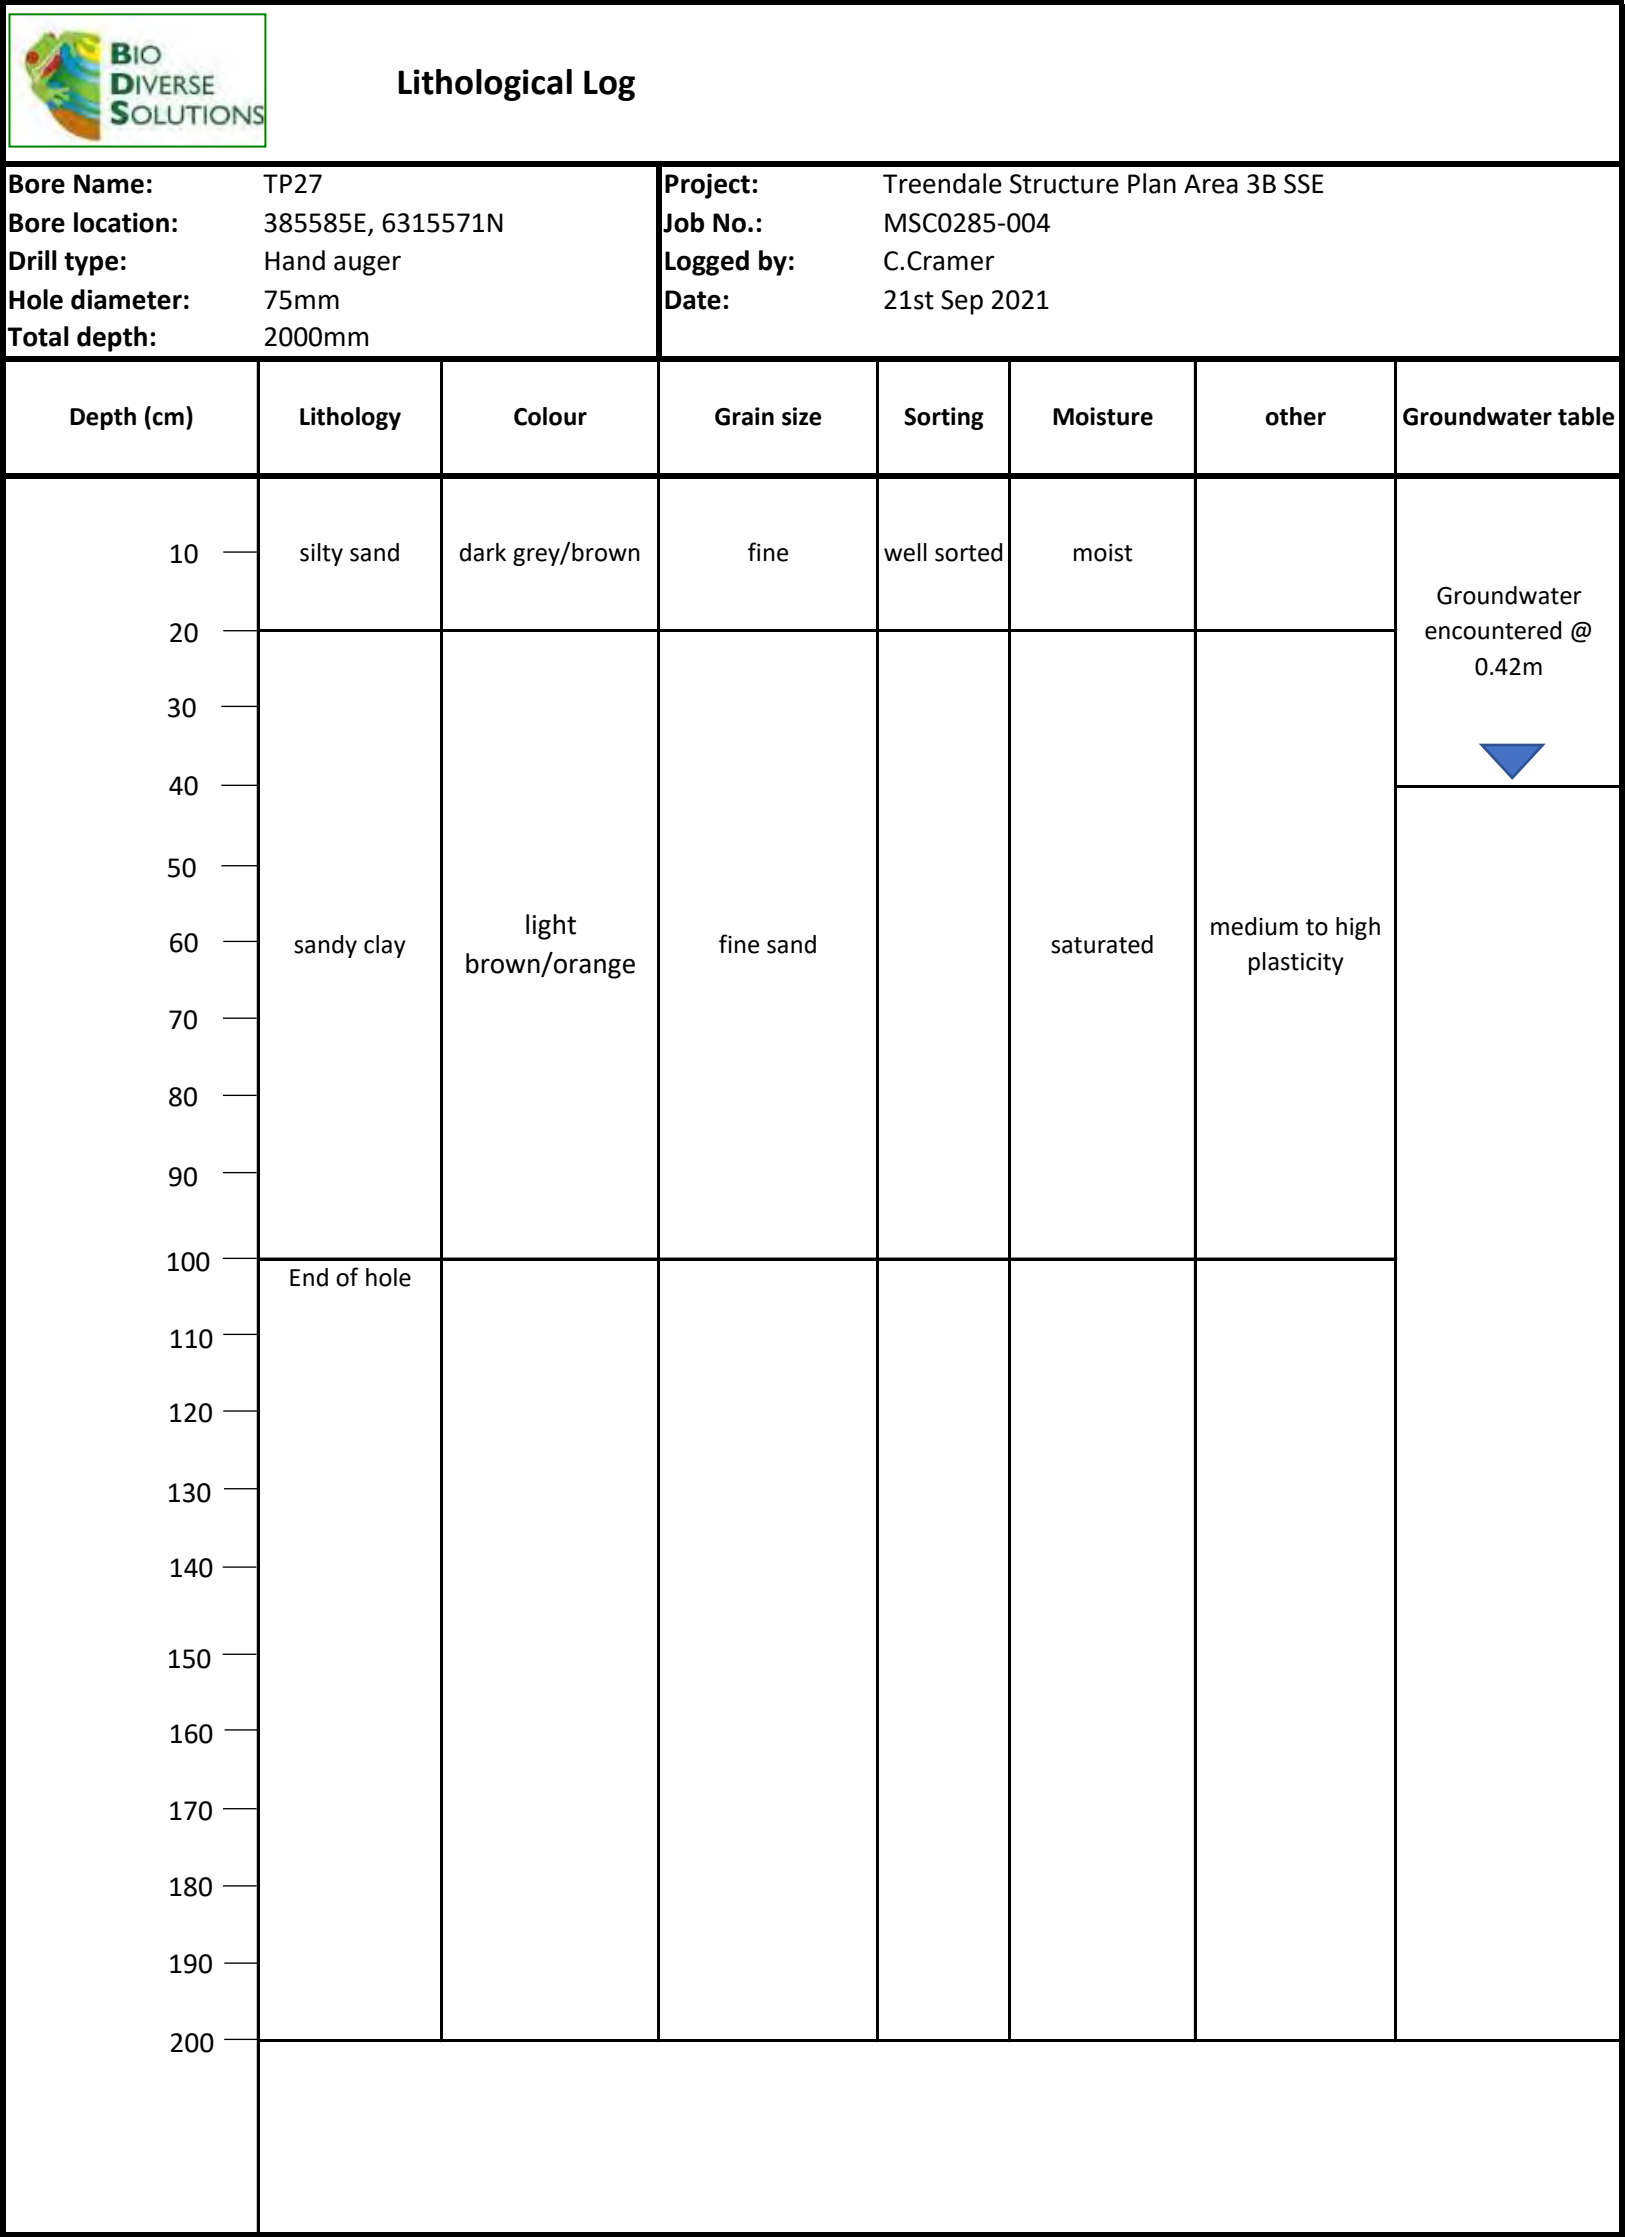 BIO
DIVERSE
SOLUTIONS
Lithological Log
Bore Name: TP27 Project: Treendale Structure Plan Area 3B SSE
Bore location: 385585E, 6315571N Job No.: MSC0285-004
Drill type: Hand auger Logged by: C.Cramer
Hole diameter: 75mm Date: 21st Sep 2021
Total depth: 2000mm
Depth (cm) Lithology Colour Grain size Sorting Moisture other Groundwater table
10 silty sand dark grey/brown fine well sorted moist
Groundwater
encountered @
0.42m
20
30
40
50
60 sandy clay
light
brown/orange
fine sand saturated
medium to high
plasticity
70
80
90
100
End of hole
110
120
130
140
150
160
170
180
190
200